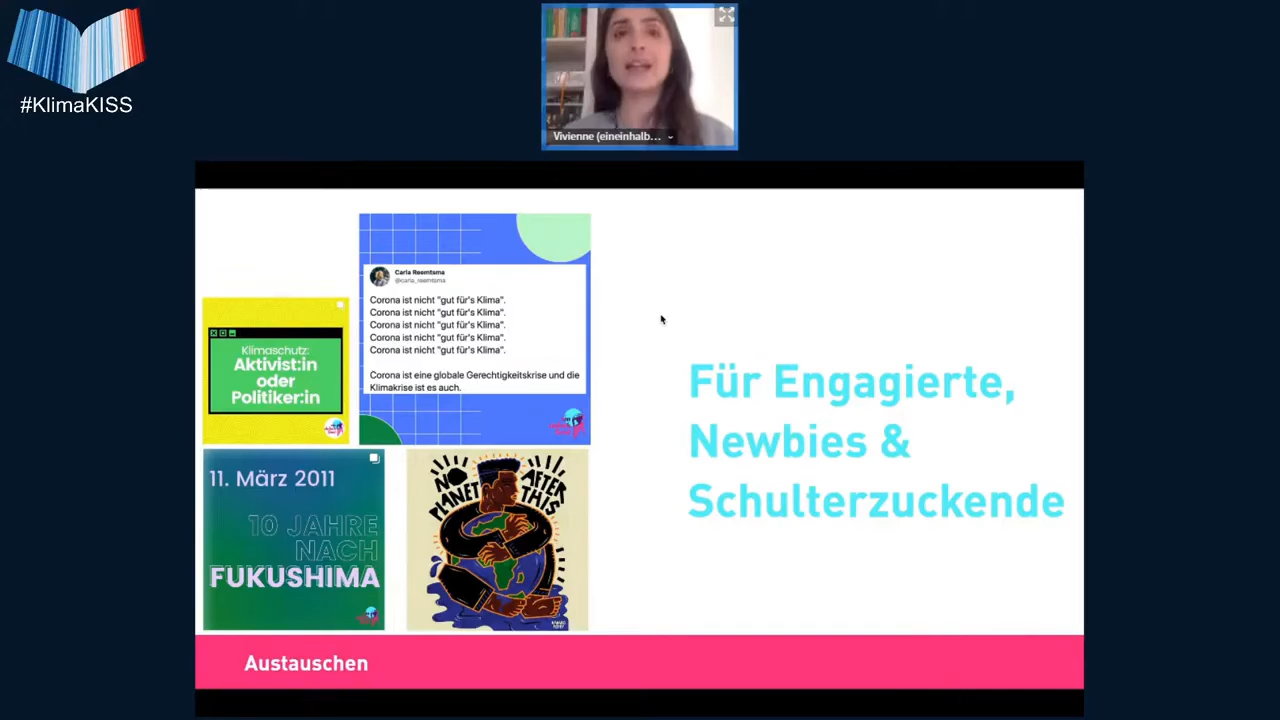 #KlimaKISS
Vivienne (eineinhalb...
Carla Reemtsma
@carla_reemtsma
Corona ist nicht "gut für's Klima".
Corona ist nicht "gut für's Klima".
Corona ist nicht "gut für's Klima".
Corona ist nicht "gut für's Klima".
Corona ist nicht "gut für's Klima".
Corona ist eine globale Gerechtigkeitskrise und die
Klimakrise ist es auch.
Klimaschutz:
Aktivist:in
oder
Politiker:in
11. März 2011
10 JAHRE
NACH
FUKUSHIMA
NO PLANET
AFTER THIS
Für Engagierte,
Newbies &
Schulterzuckende
Austauschen